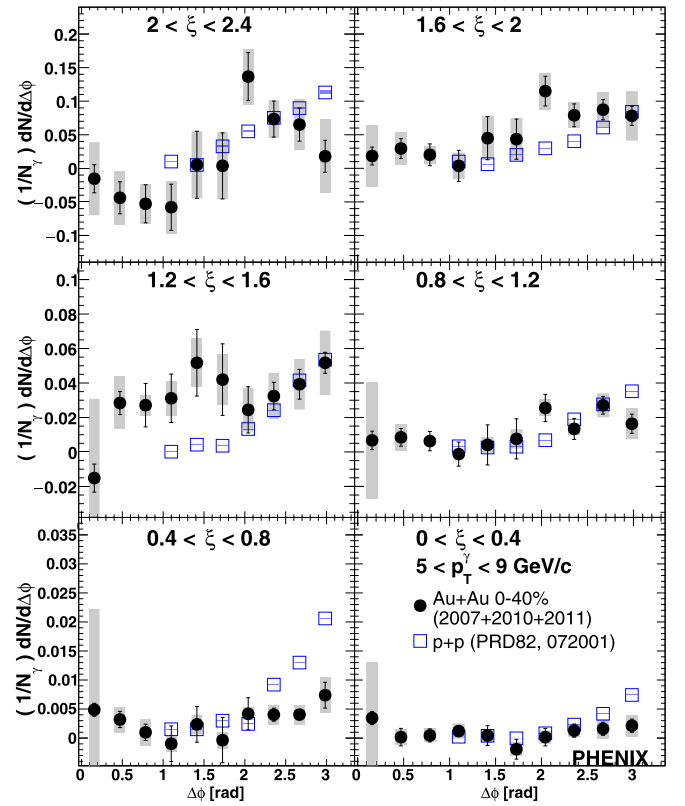 2 < ξ < 2.4
1.6 < ξ < 2
0.2
0.15
0.1
0.05
0
−0.05
−0.1
(1/Nγ) dN/dΔϕ
1.2 < ξ < 1.6
0.8 < ξ < 1.2
0.1
0.08
0.06
0.04
0.02
0
−0.02
(1/Nγ) dN/dΔϕ
0.4 < ξ < 0.8
0 < ξ < 0.4
5 < pTγ < 9 GeV/c
Au+Au 0-40%
(2007+2010+2011)
p+p (PRD82, 072001)
PHENIX
0.035
0.03
0.025
0.02
0.015
0.01
0.005
0
(1/Nγ) dN/dΔϕ
0 0.5 1 1.5 2 2.5 3
0 0.5 1 1.5 2 2.5 3
Δϕ [rad]
Δϕ [rad]